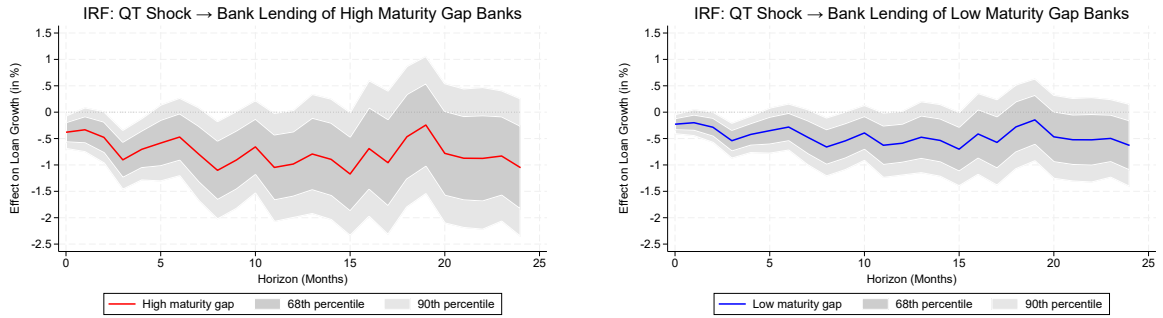 IRF: QT Shock → Bank Lending of High Maturity Gap Banks
Effect on Loan Growth (in %)
1.5
1
.5
0
-.5
-1
-1.5
-2
-2.5
0 5 10 15 20 25
Horizon (Months)
High maturity gap 68th percentile 90th percentile
IRF: QT Shock → Bank Lending of Low Maturity Gap Banks
Effect on Loan Growth (in %)
1.5
1
.5
0
-.5
-1
-1.5
-2
-2.5
0 5 10 15 20 25
Horizon (Months)
Low maturity gap 68th percentile 90th percentile